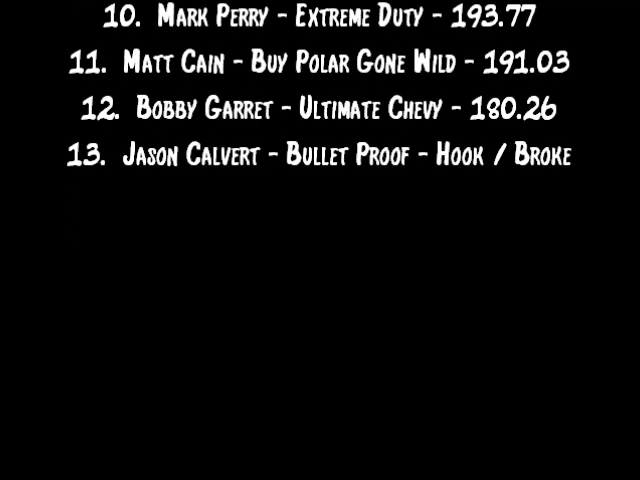 10. Mark Perry - Extreme Duty - 193.77
11. Matt Cain - Buy Polar Gone Wild - 191.03
12. Bobby Garret - Ultimate Chevy - 180.26
13. Jason Calvert - Bullet Proof - Hook / Broke